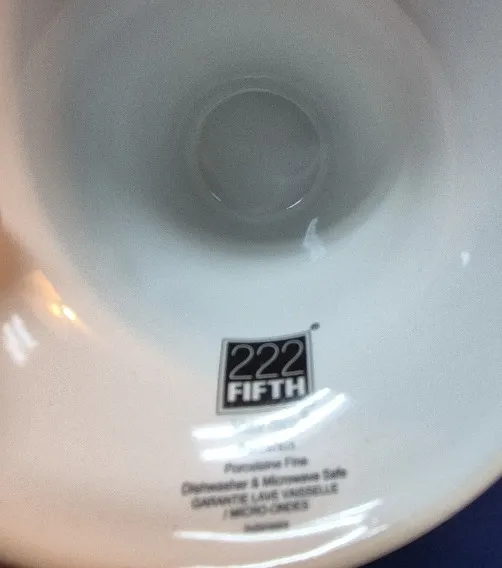 222
FIFTH
Porcelaine Fine
Dishwasher & Microwave Safe
GARANTIE LAVE VAISSELLE
/ MICRO-ONDES